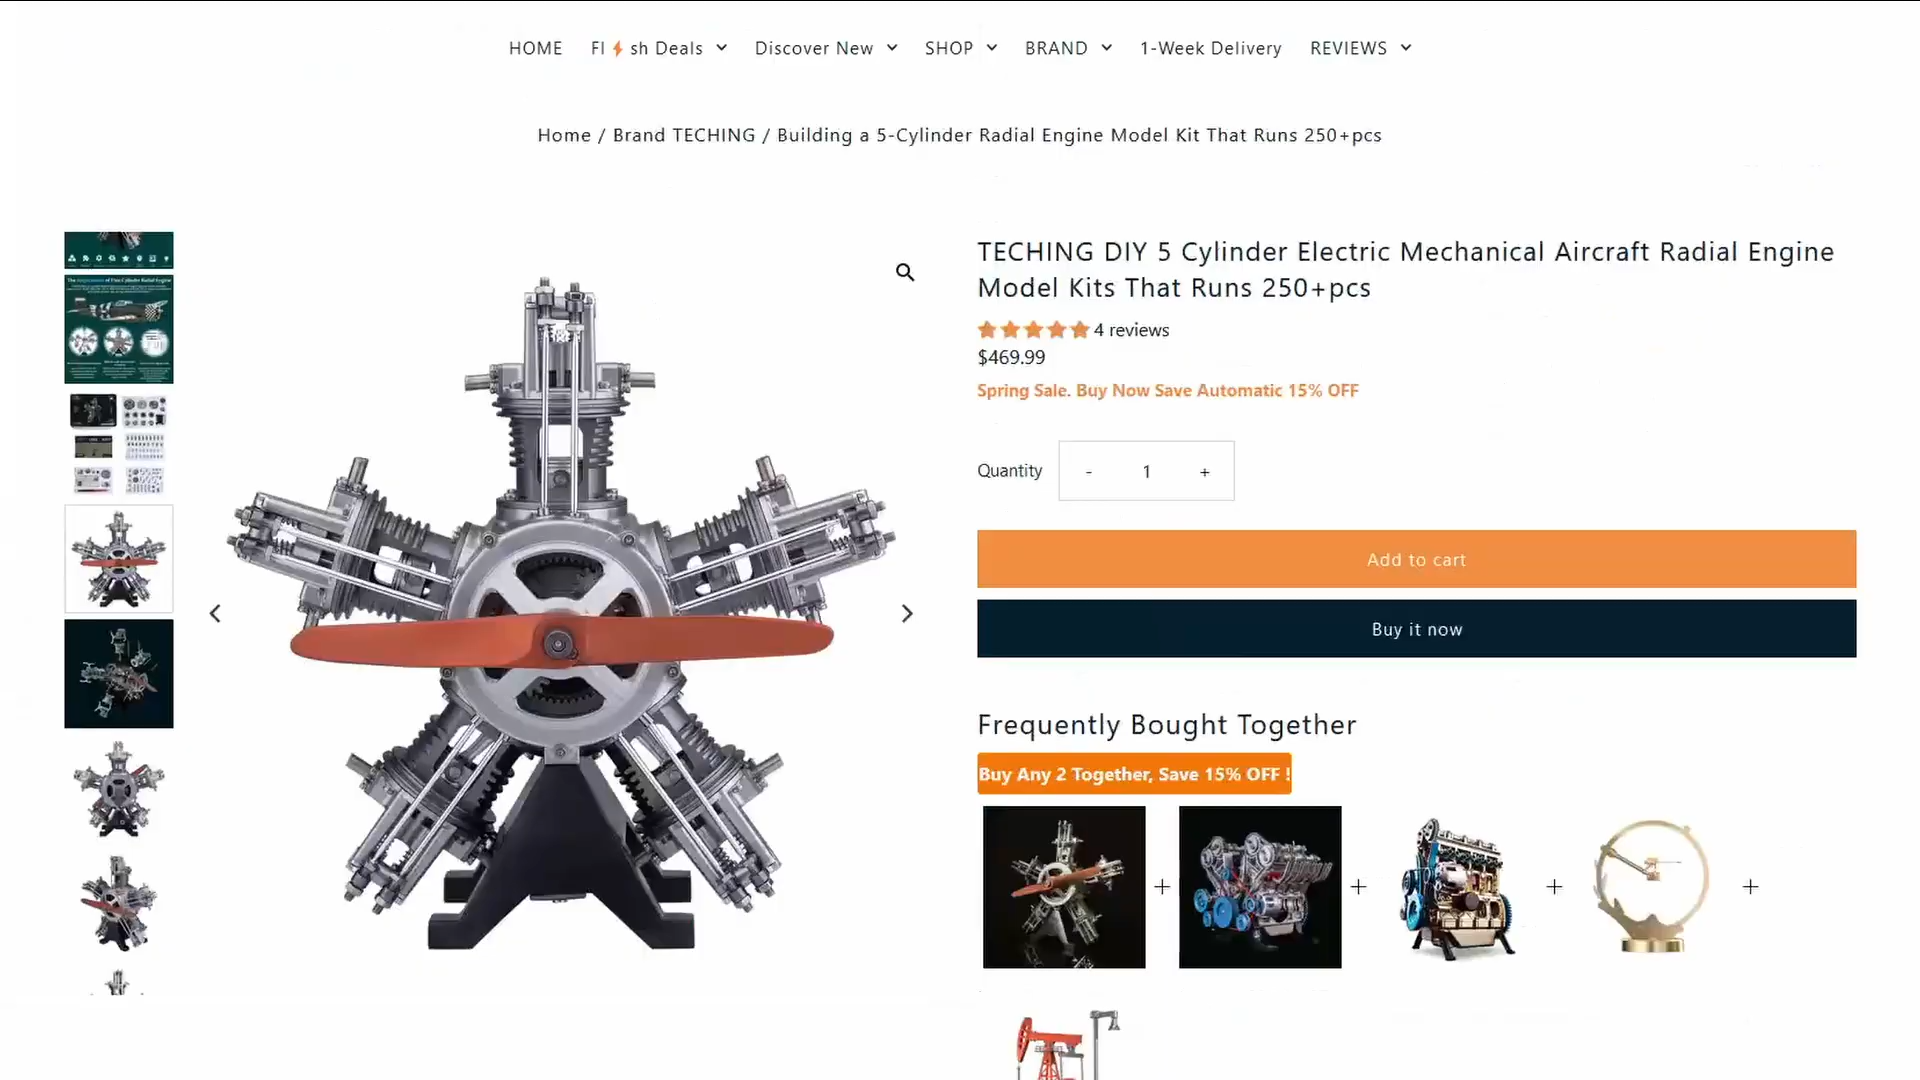 HOME Fl⚡sh Deals Discover New SHOP BRAND 1-Week Delivery REVIEWS
Home / Brand TECHING / Building a 5-Cylinder Radial Engine Model Kit That Runs 250+pcs
TECHING DIY 5 Cylinder Electric Mechanical Aircraft Radial Engine
Model Kits That Runs 250+pcs
4 reviews
$469.99
Spring Sale. Buy Now Save Automatic 15% OFF
Quantity - 1 +
Add to cart
Buy it now
Frequently Bought Together
Buy Any 2 Together, Save 15% OFF !
+ + + +